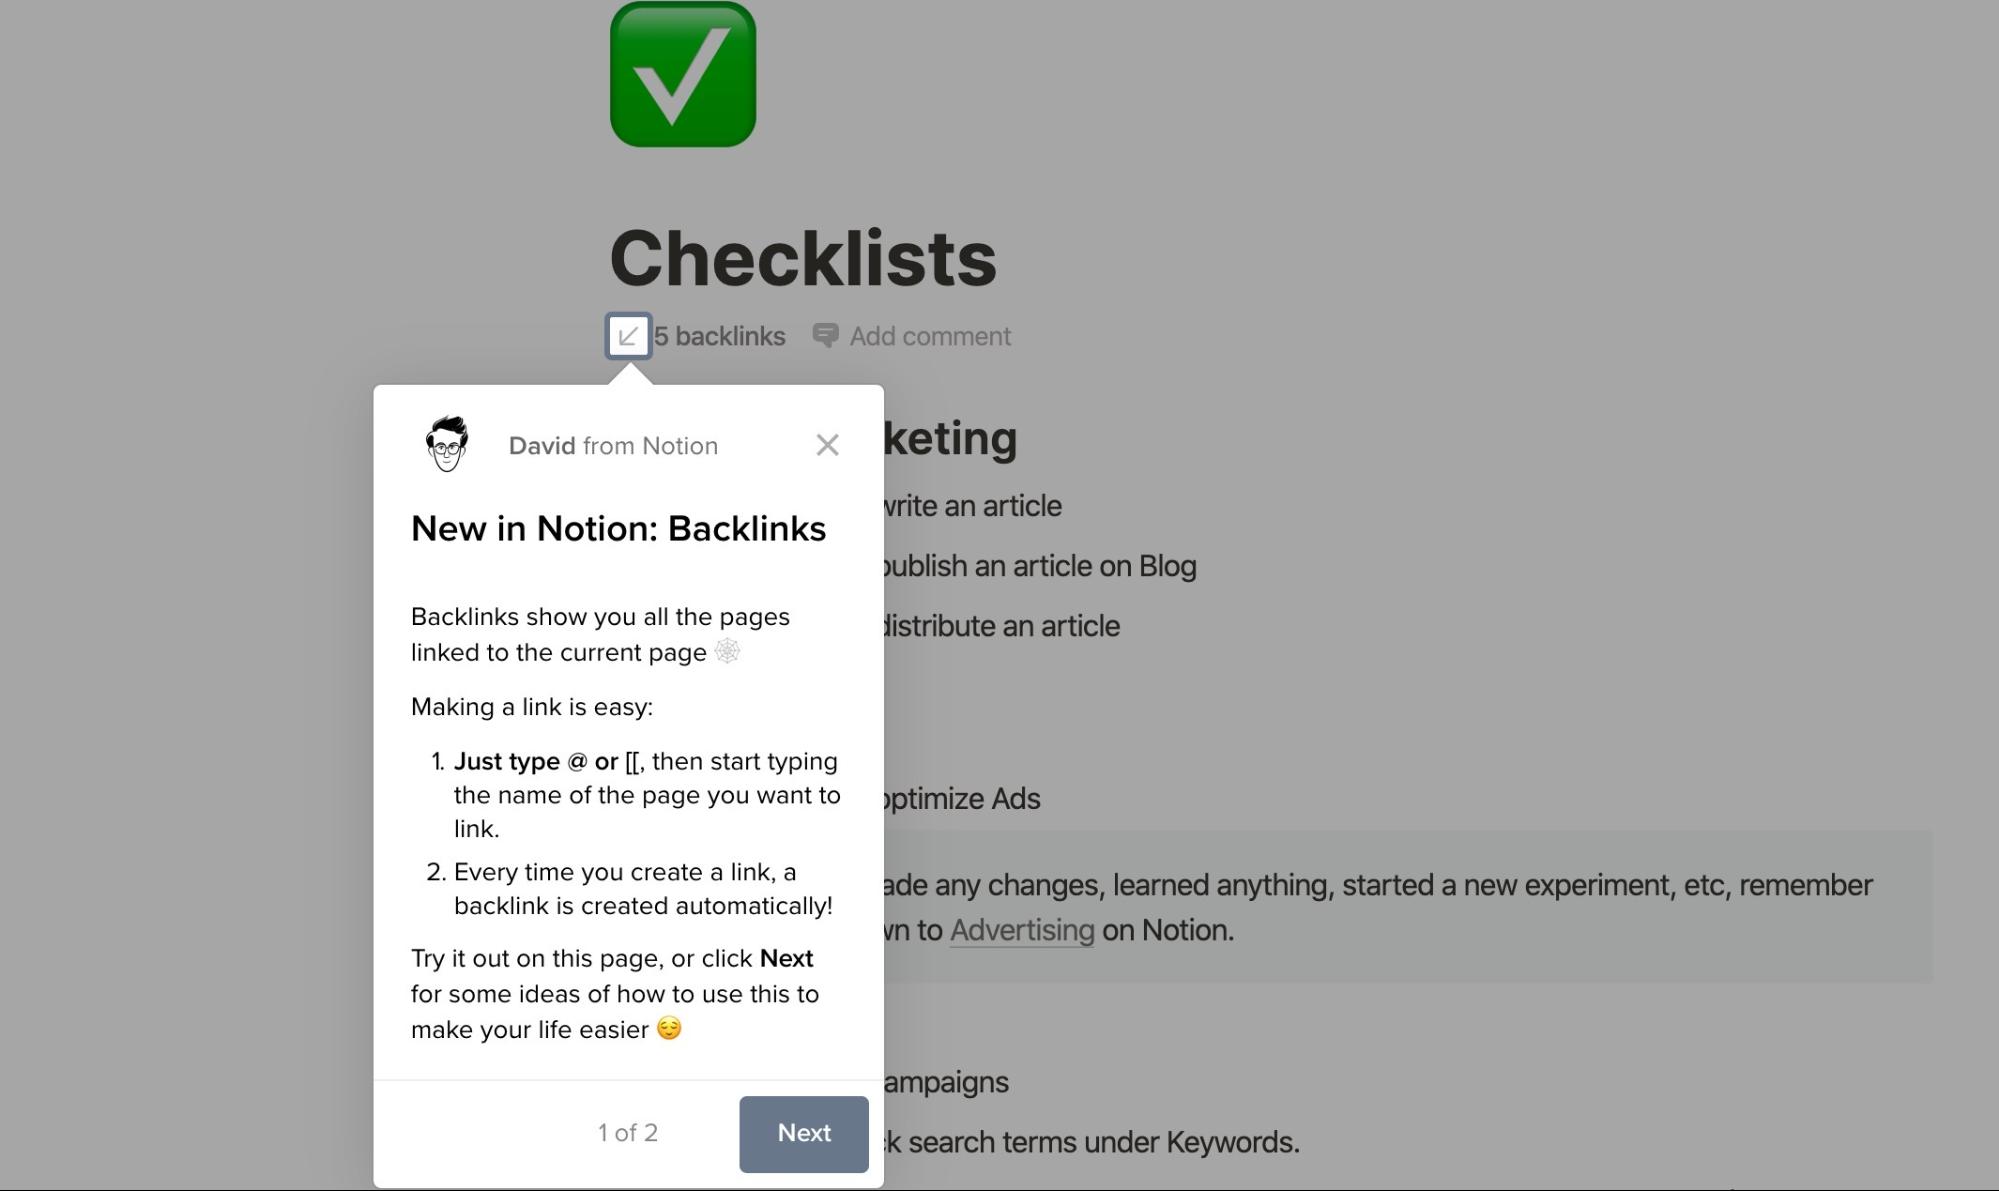 Checklists
5 backlinks Add comment
David from Notion
New in Notion: Backlinks
Backlinks show you all the pages
linked to the current page 🕸
Making a link is easy:
1. Just type @ or [[, then start typing
the name of the page you want to
link.
2. Every time you create a link, a
backlink is created automatically!
Try it out on this page, or click Next
for some ideas of how to use this to
make your life easier 😌
1 of 2
Next
keting
write an article
publish an article on Blog
distribute an article
optimize Ads
ade any changes, learned anything, started a new experiment, etc, remember
wn to Advertising on Notion.
ampaigns
k search terms under Keywords.